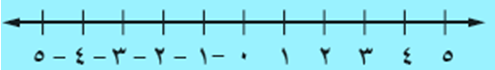 ٥ – ٤ – ٣ – ٢ – ١ – ٠ ١ ٢ ٣ ٤ ٥